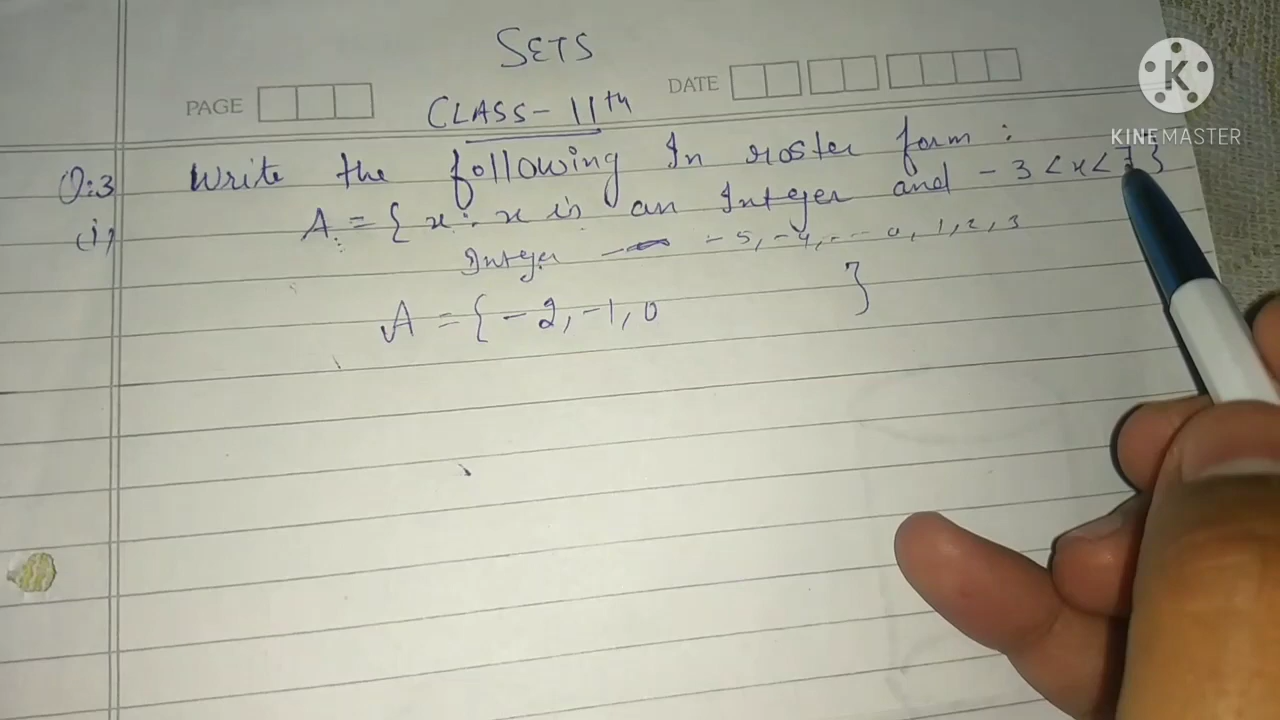 SETS
PAGE
DATE
CLASS - 11th
Q:3 Write the following In roster form :
(i) A = { x : x is an Integer and - 3 < x < 7 }
Integer — - 5, - 4, --- 0, 1, 2, 3
A = { - 2, - 1, 0 }
K
KINEMASTER